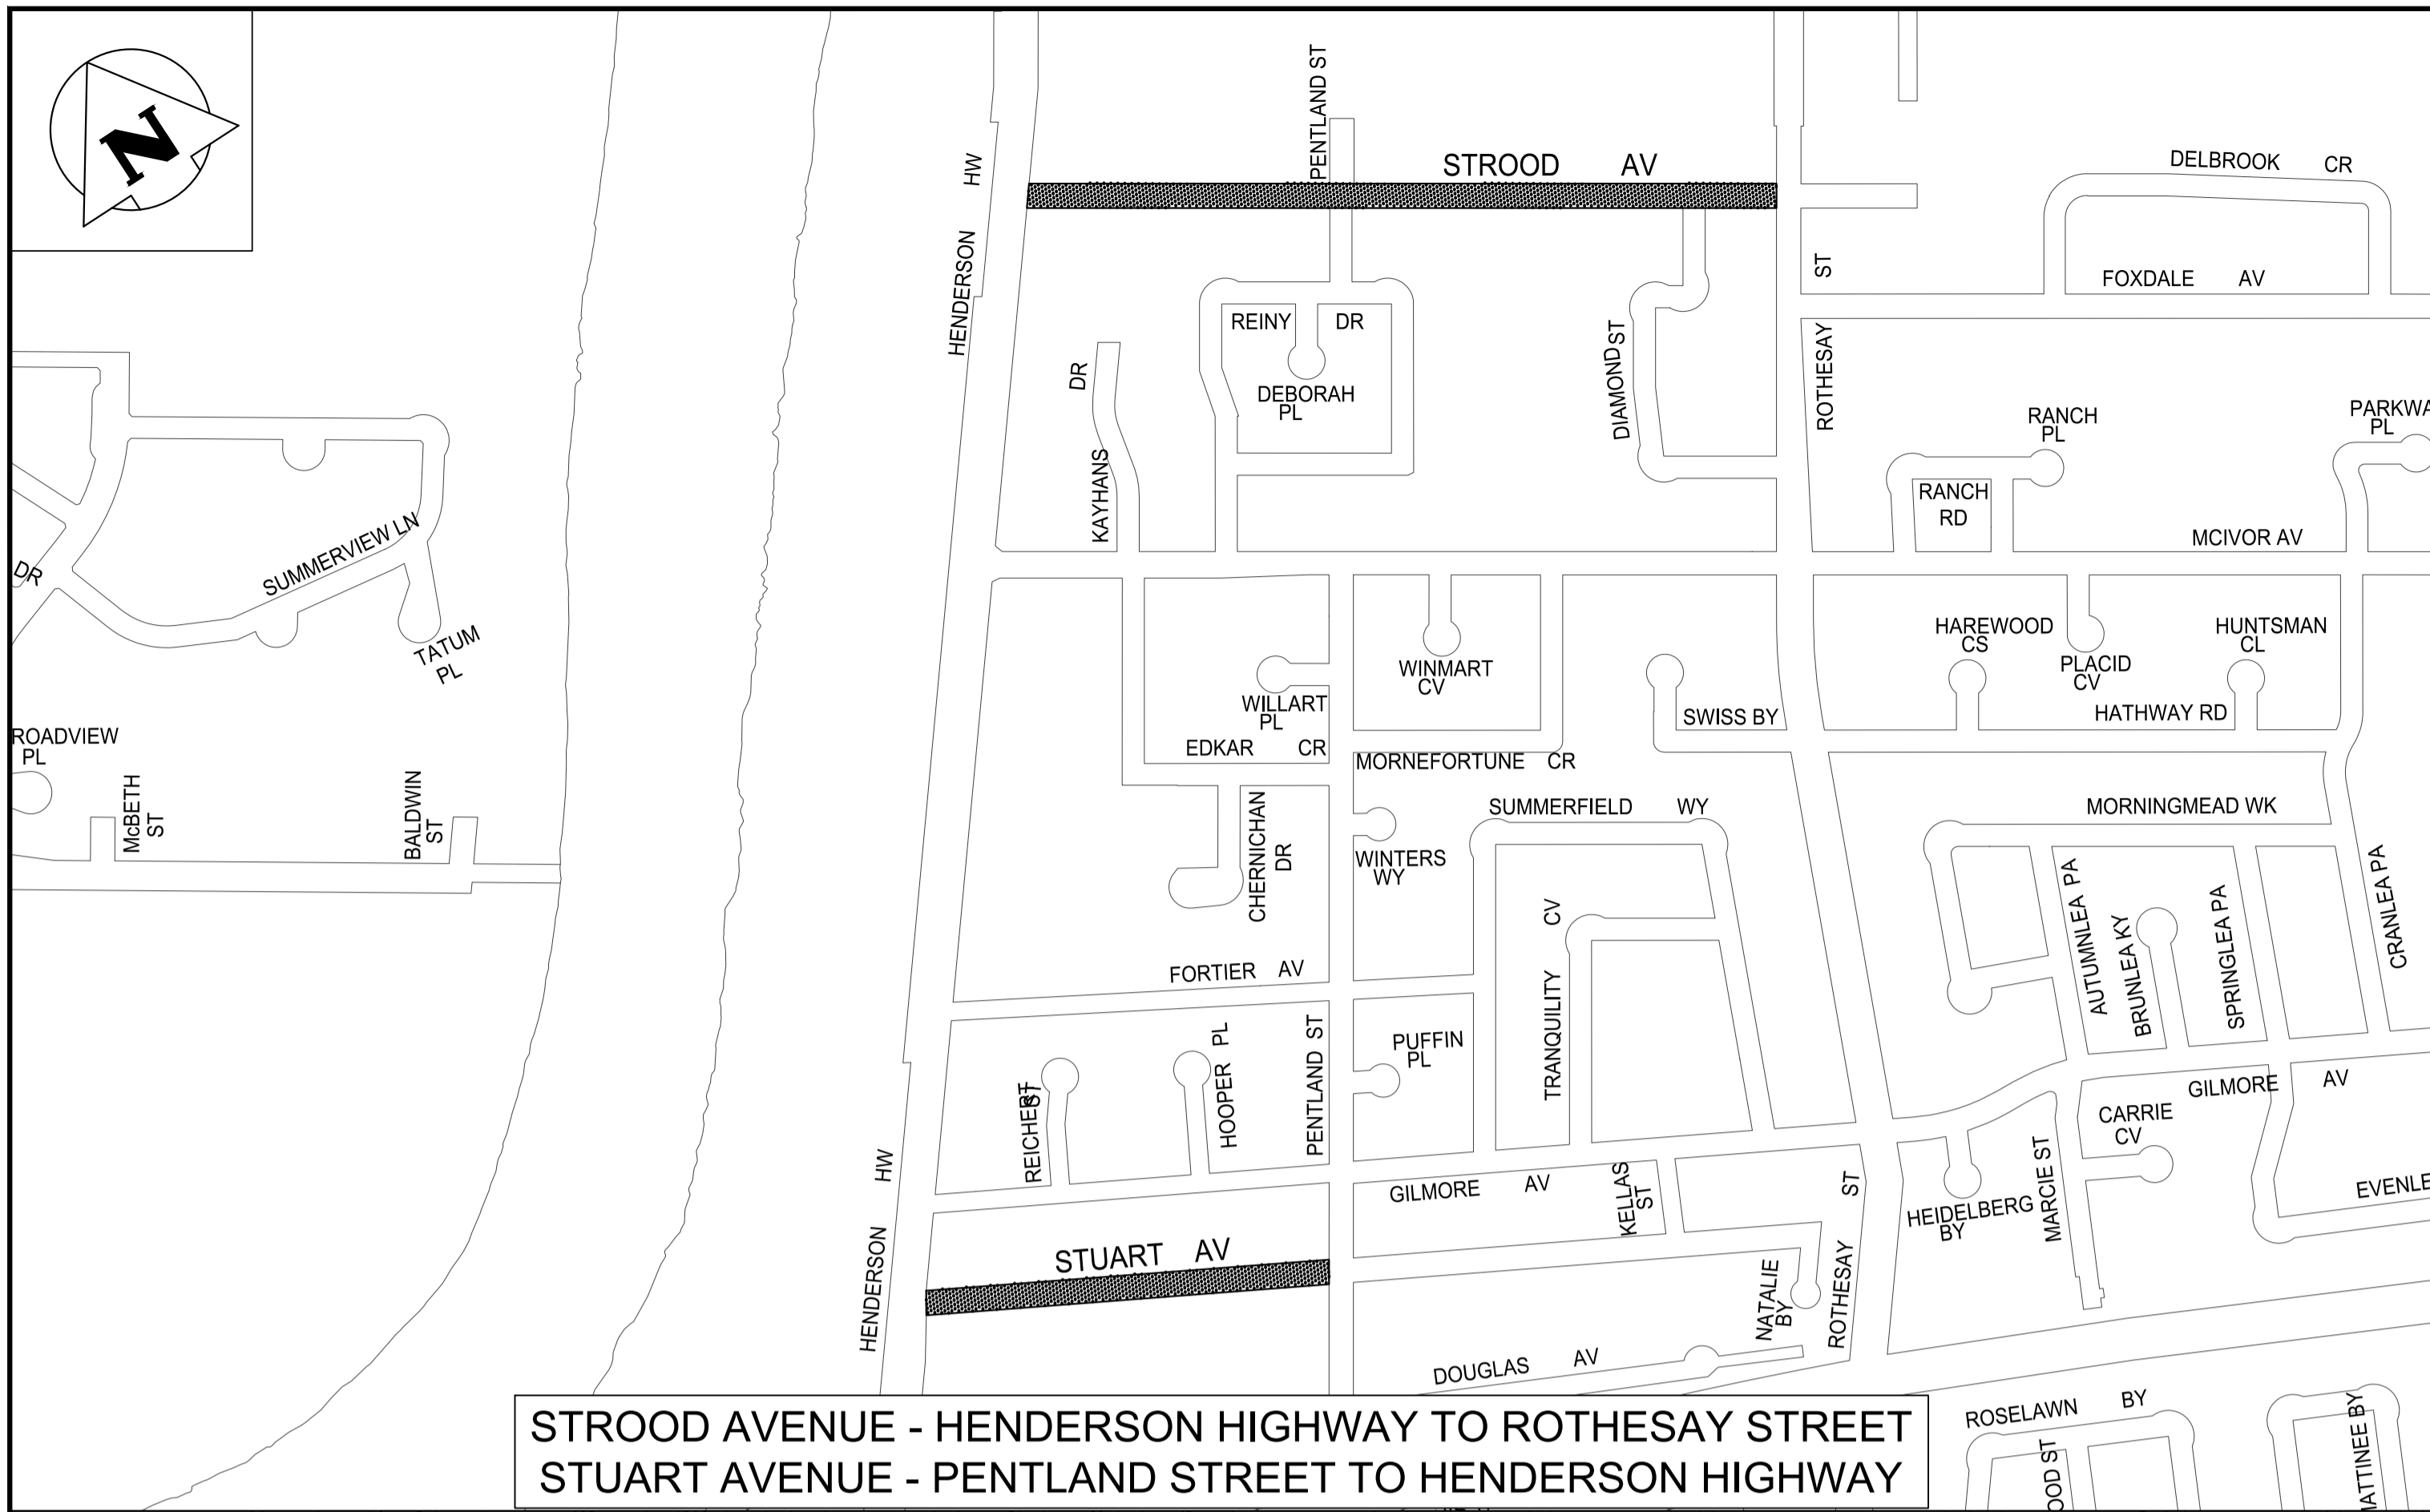 N
PENTLAND ST
STROOD AV
HENDERSON HW
DELBROOK CR
FOXDALE AV
ROTHESAY ST
REINY DR
DEBORAH
PL
DIAMOND ST
KAYHANS DR
RANCH
PL
PARKWA
PL
RANCH
RD
MCIVOR AV
SUMMERVIEW LN
DR
TATUM
PL
HAREWOOD
CS
PLACID
CV
HUNTSMAN
CL
WINMART
CV
WILLART
PL
SWISS BY
HATHWAY RD
ROADVIEW
PL
EDKAR CR
MORNEFORTUNE CR
McBETH
ST
BALDWIN
ST
SUMMERFIELD WY
MORNINGMEAD WK
CHERNICHAN
DR
WINTERS
WY
AUTUMNLEA PA
BRUNLEA KY
SPRINGLEA PA
CRANLEA PA
TRANQUILITY CV
FORTIER AV
REICHERT
ST
HOOPER PL
PENTLAND ST
PUFFIN
PL
GILMORE AV
CARRIE
CV
GILMORE AV
KELLAS
ST
ROTHESAY ST
HEIDELBERG
BY
MARCIE ST
EVENLE
HENDERSON HW
STUART AV
NATALIE
BY
DOUGLAS AV
ROSELAWN BY
OOD ST
MATTINEE BY
STROOD AVENUE - HENDERSON HIGHWAY TO ROTHESAY STREET
STUART AVENUE - PENTLAND STREET TO HENDERSON HIGHWAY